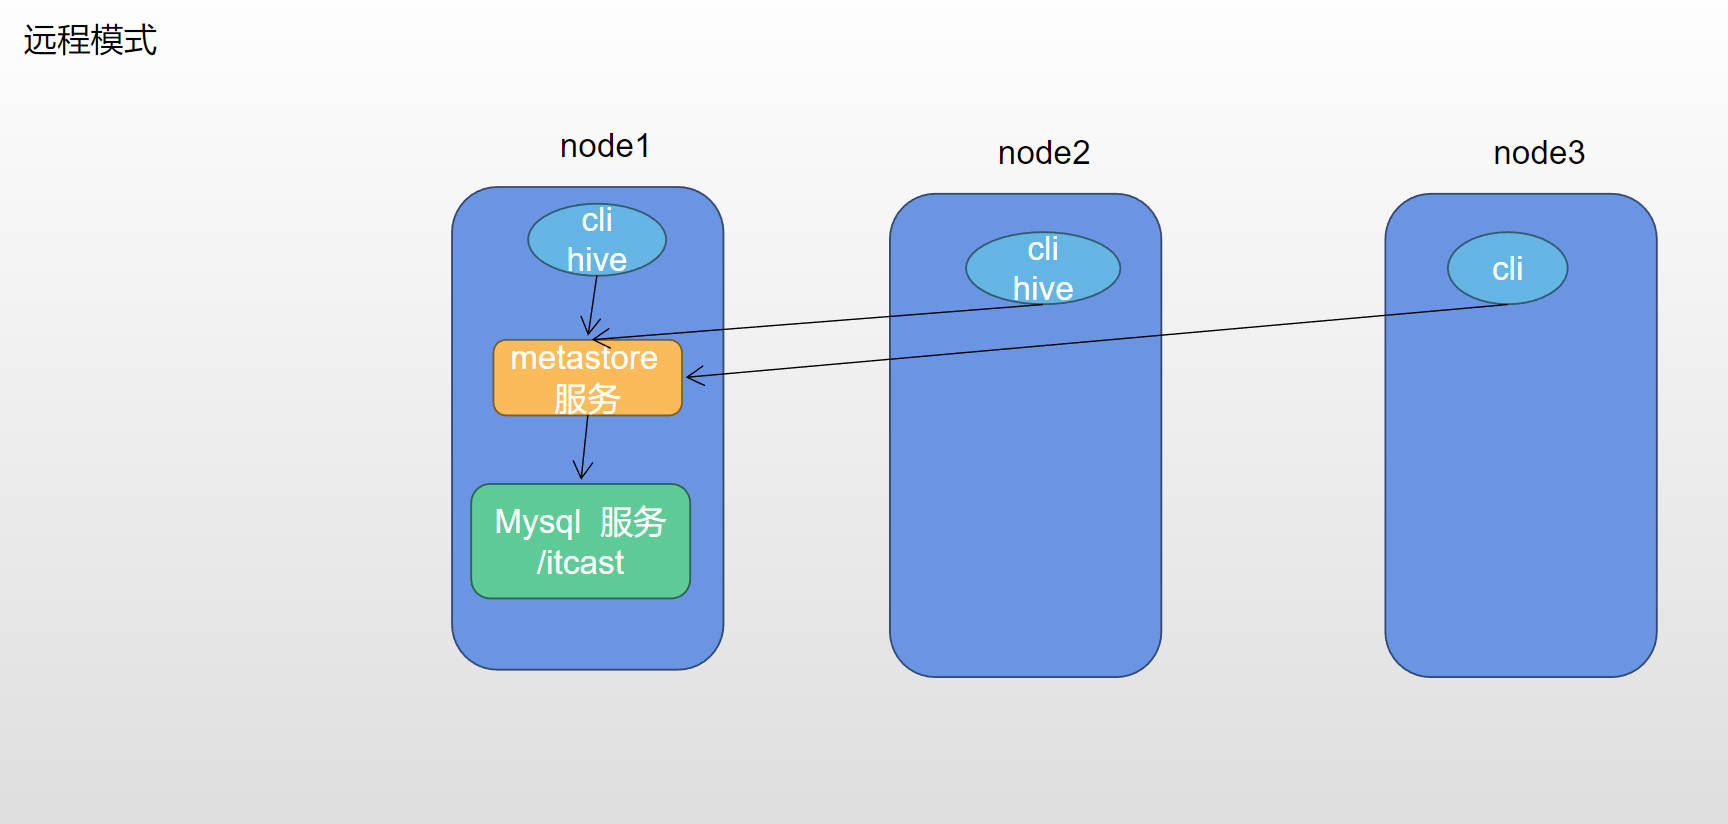 远程模式
node1
node2
node3
cli
hive
cli
hive
cli
metastore
服务
Mysql  服务
/itcast